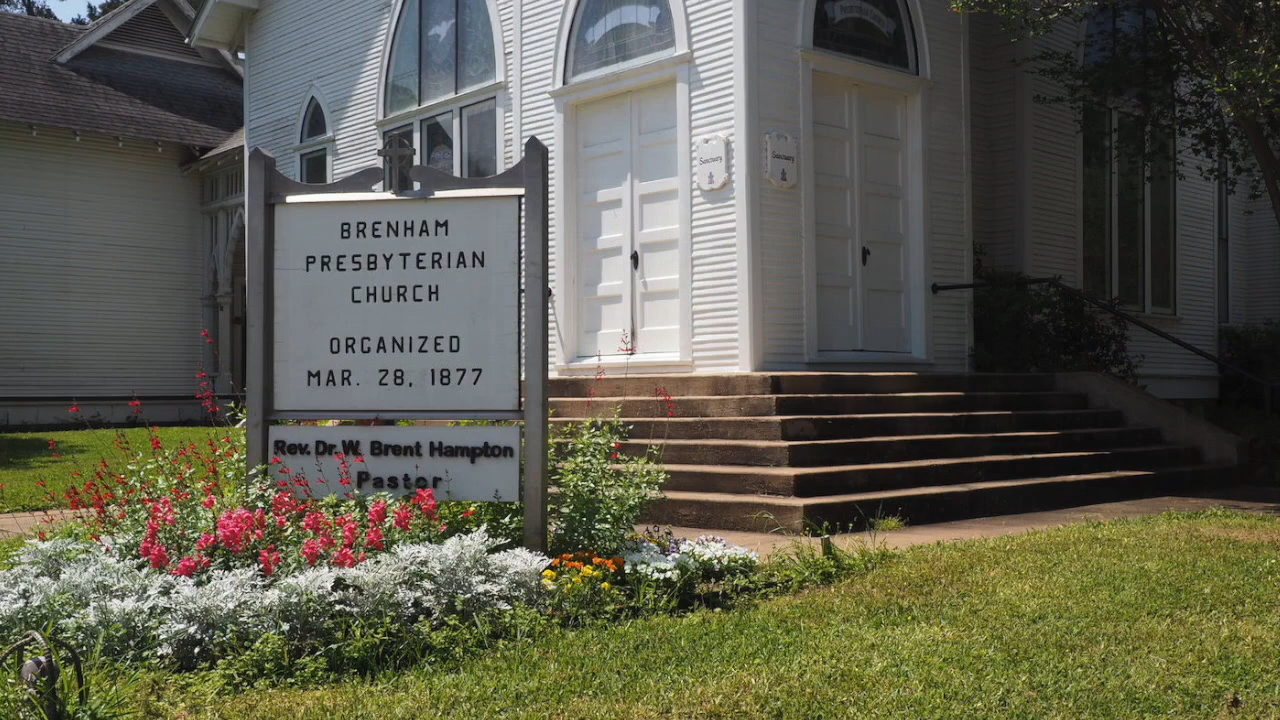 BRENHAM
PRESBYTERIAN
CHURCH
ORGANIZED
MAR. 28, 1877
Rev. Dr. W. Brent Hampton
Pastor
Sanctuary
Sanctuary